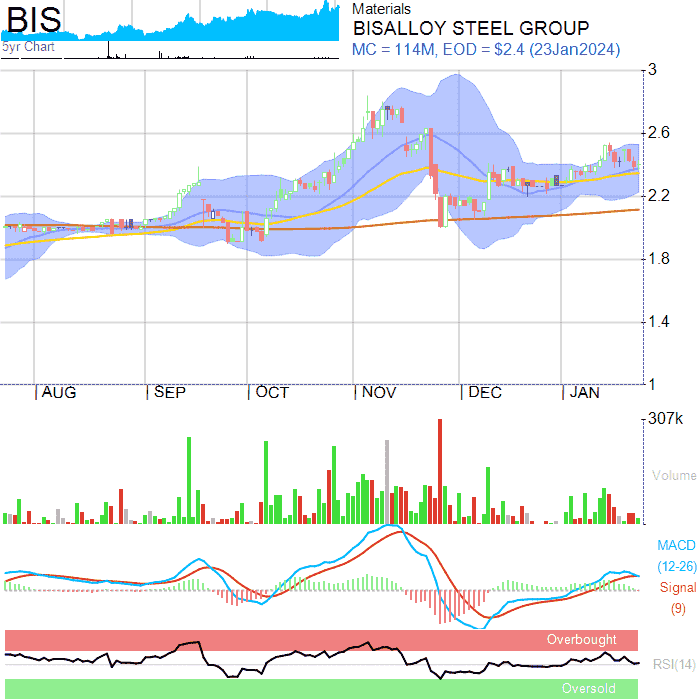 BIS
5yr Chart
Materials
BISALLOY STEEL GROUP
MC = 114M, EOD = $2.4 (23Jan2024)
3
2.6
2.2
1.8
1.4
1
AUG SEP OCT NOV DEC JAN
307k
Volume
MACD
(12-26)
Signal
(9)
Overbought
RSI(14)
Oversold